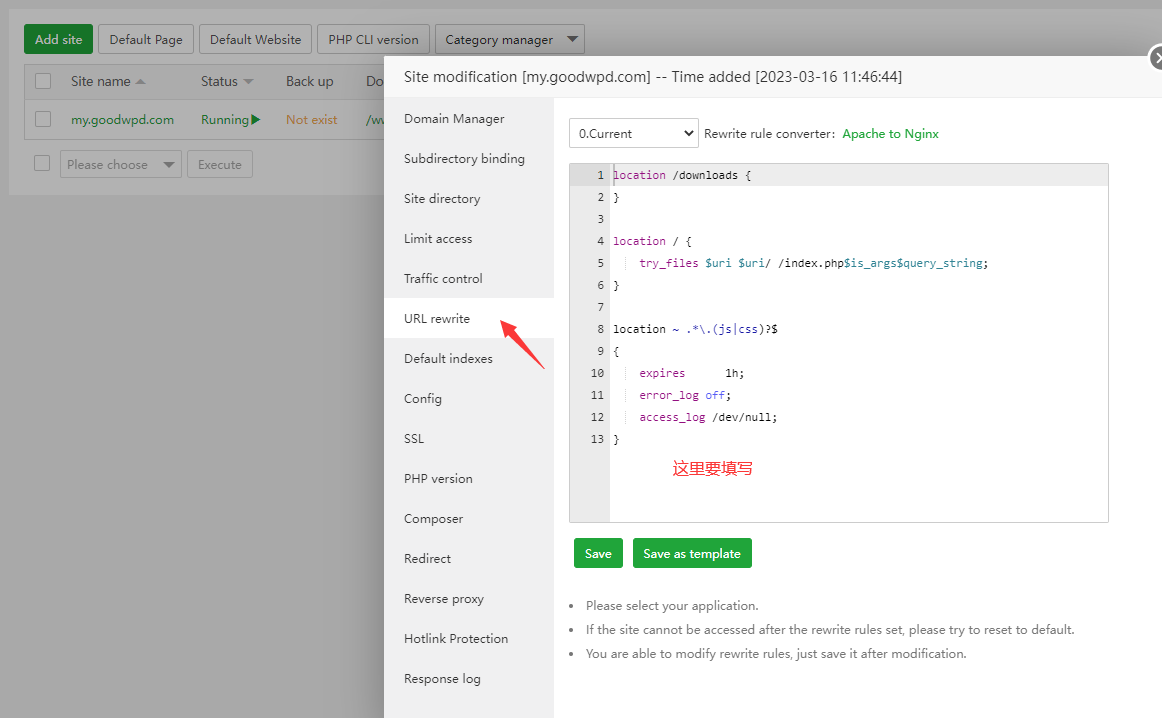 Add site Default Page Default Website PHP CLI version Category manager
Site name Status Back up Do
my.goodwpd.com Running Not exist /w
Please choose Execute
Site modification [my.goodwpd.com] -- Time added [2023-03-16 11:46:44]
Domain Manager
Subdirectory binding
Site directory
Limit access
Traffic control
URL rewrite
Default indexes
Config
SSL
PHP version
Composer
Redirect
Reverse proxy
Hotlink Protection
Response log
0.Current Rewrite rule converter: Apache to Nginx
1 location /downloads {
2 }
3
4 location / {
5 try_files $uri $uri/ /index.php$is_args$query_string;
6 }
7
8 location ~ .*\.(js|css)?$
9 {
10 expires 1h;
11 error_log off;
12 access_log /dev/null;
13 }
这里要填写
Save Save as template
Please select your application.
If the site cannot be accessed after the rewrite rules set, please try to reset to default.
You are able to modify rewrite rules, just save it after modification.